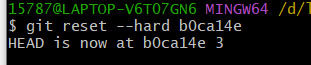 15787@LAPTOP-V6T07GN6 MINGW64 /d/
$ git reset --hard b0ca14e
HEAD is now at b0ca14e 3